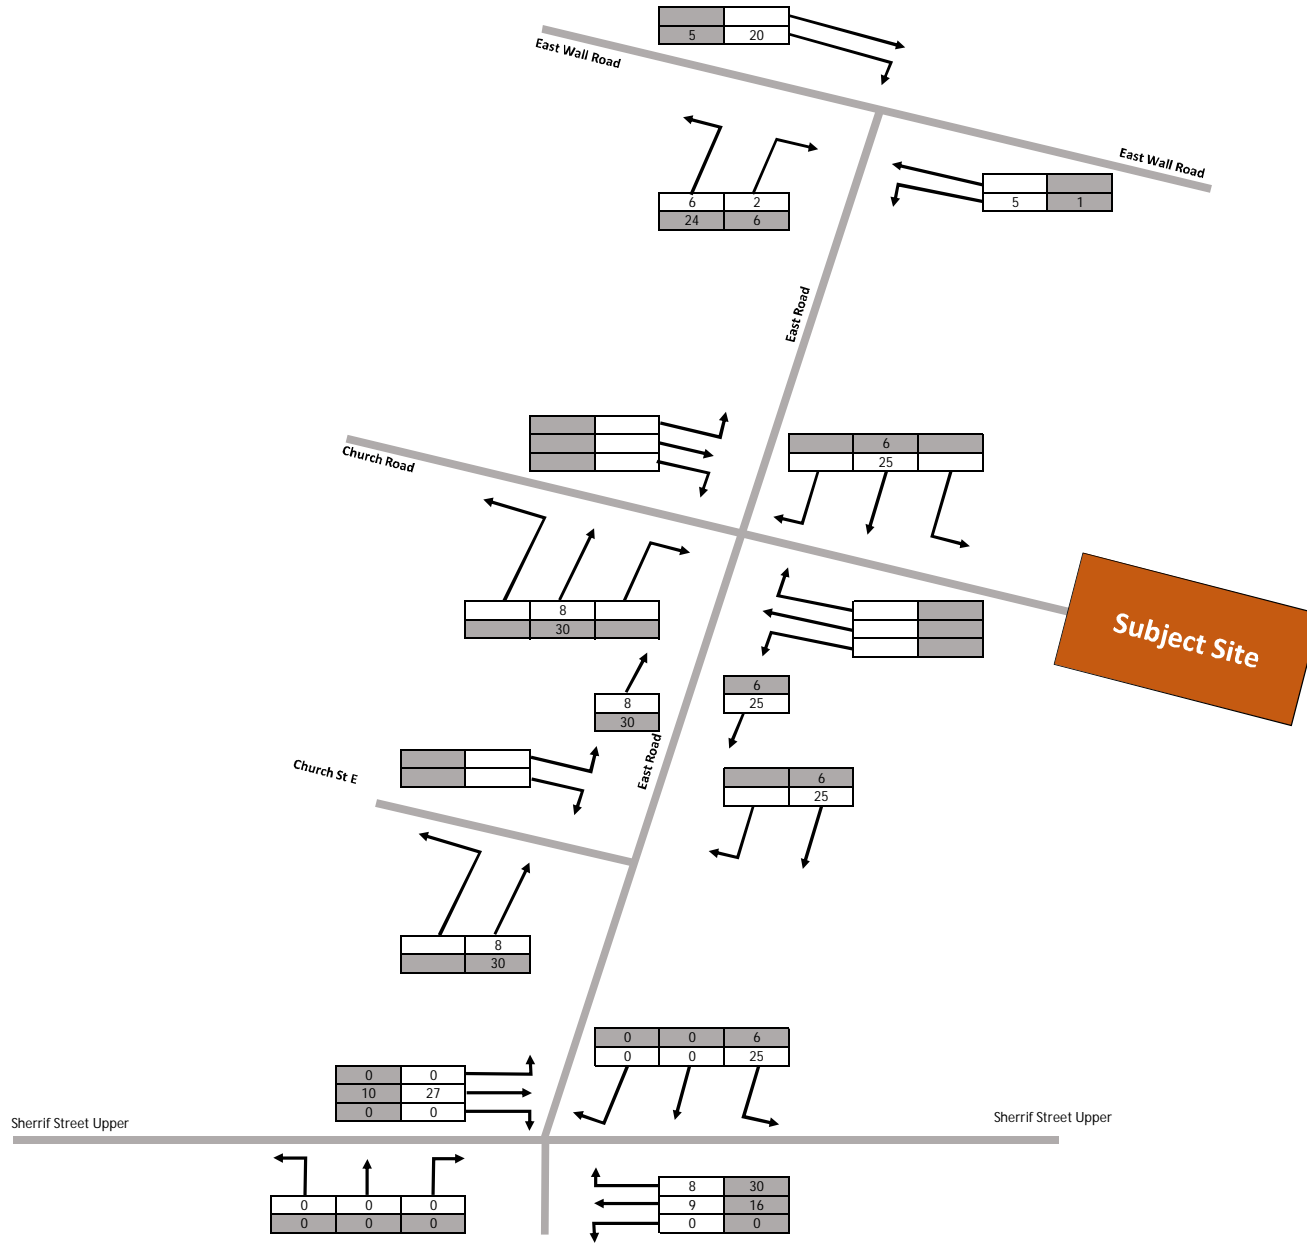 5 20
East Wall Road
East Wall Road
6 2
24 6
5 1
East Road
Church Road
6
25
8
30
Subject Site
6
25
8
30
East Road
Church St E
6
25
8
30
0 0 6
0 0 25
0 0
10 27
0 0
Sherrif Street Upper
Sherrif Street Upper
8 30
9 16
0 0
0 0 0
0 0 0